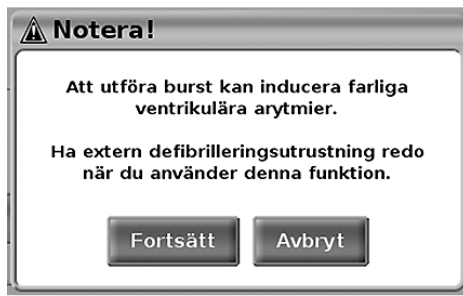 Notera!
Att utföra burst kan inducera farliga
ventrikulära arytmier.
Ha extern defibrilleringsutrustning redo
när du använder denna funktion.
Fortsätt
Avbryt